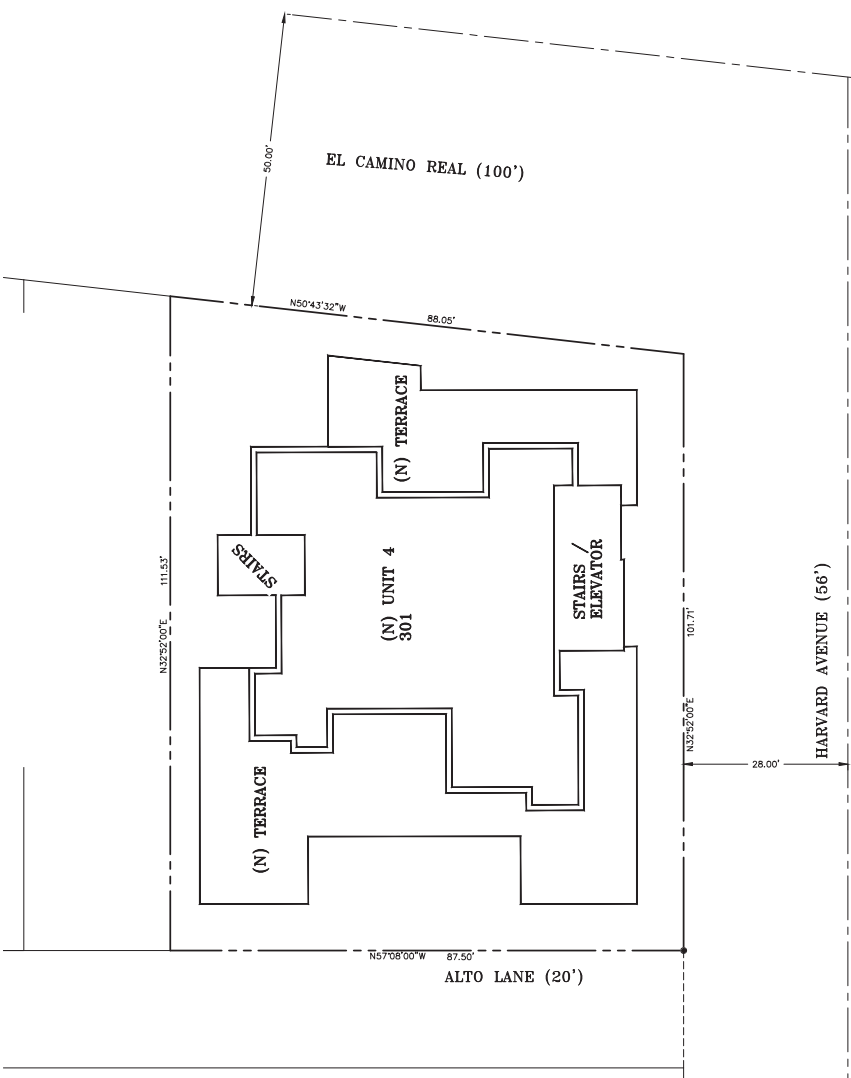 50.00'
EL CAMINO REAL (100')
N50°43'32"W
88.05'
(N) TERRACE
STAIRS
(N) UNIT 4
301
STAIRS /
ELEVATOR
111.53'
N32°52'00"E
101.71'
N32°52'00"E
HARVARD AVENUE (56')
28.00'
(N) TERRACE
N57°08'00"W 87.50'
ALTO LANE (20')